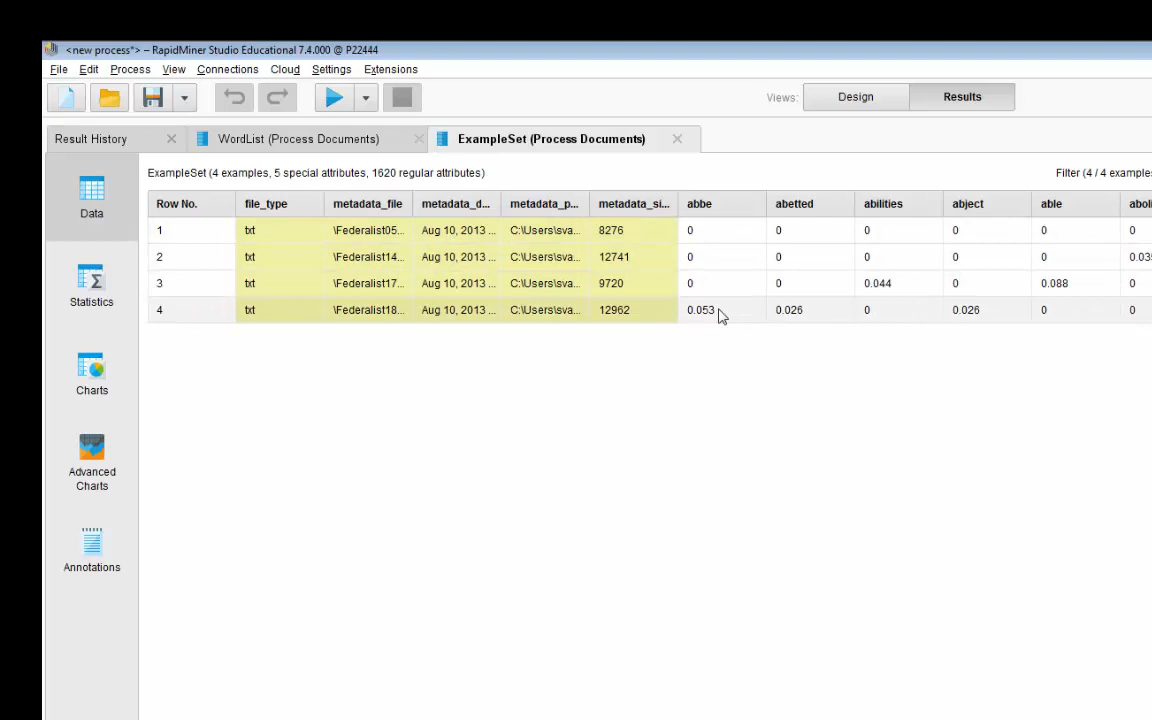 <new process*> – RapidMiner Studio Educational 7.4.000 @ P22444
File Edit Process View Connections Cloud Settings Extensions
Views: Design Results
Result History WordList (Process Documents) ExampleSet (Process Documents)
ExampleSet (4 examples, 5 special attributes, 1620 regular attributes) Filter (4 / 4 examples
Row No. file_type metadata_file metadata_d... metadata_p... metadata_si... abbe abetted abilities abject able aboli
1 txt \Federalist05... Aug 10, 2013 ... C:\Users\sva... 8276 0 0 0 0 0 0
2 txt \Federalist14... Aug 10, 2013 ... C:\Users\sva... 12741 0 0 0 0 0 0.035
3 txt \Federalist17... Aug 10, 2013 ... C:\Users\sva... 9720 0 0 0.044 0 0.088 0
4 txt \Federalist18... Aug 10, 2013 ... C:\Users\sva... 12962 0.053 0.026 0 0.026 0 0
Data
Statistics
Charts
Advanced
Charts
Annotations